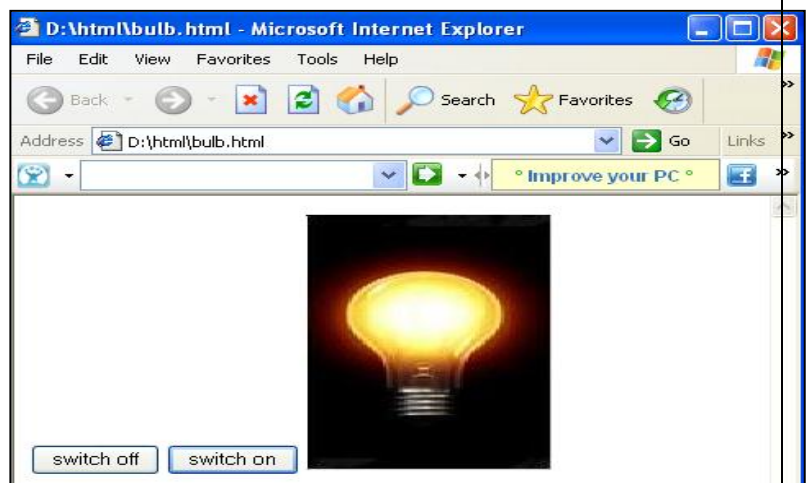 D:\html\bulb.html - Microsoft Internet Explorer
File Edit View Favorites Tools Help
Back Search Favorites
Address D:\html\bulb.html Go Links »
° Improve your PC ° »
switch off switch on